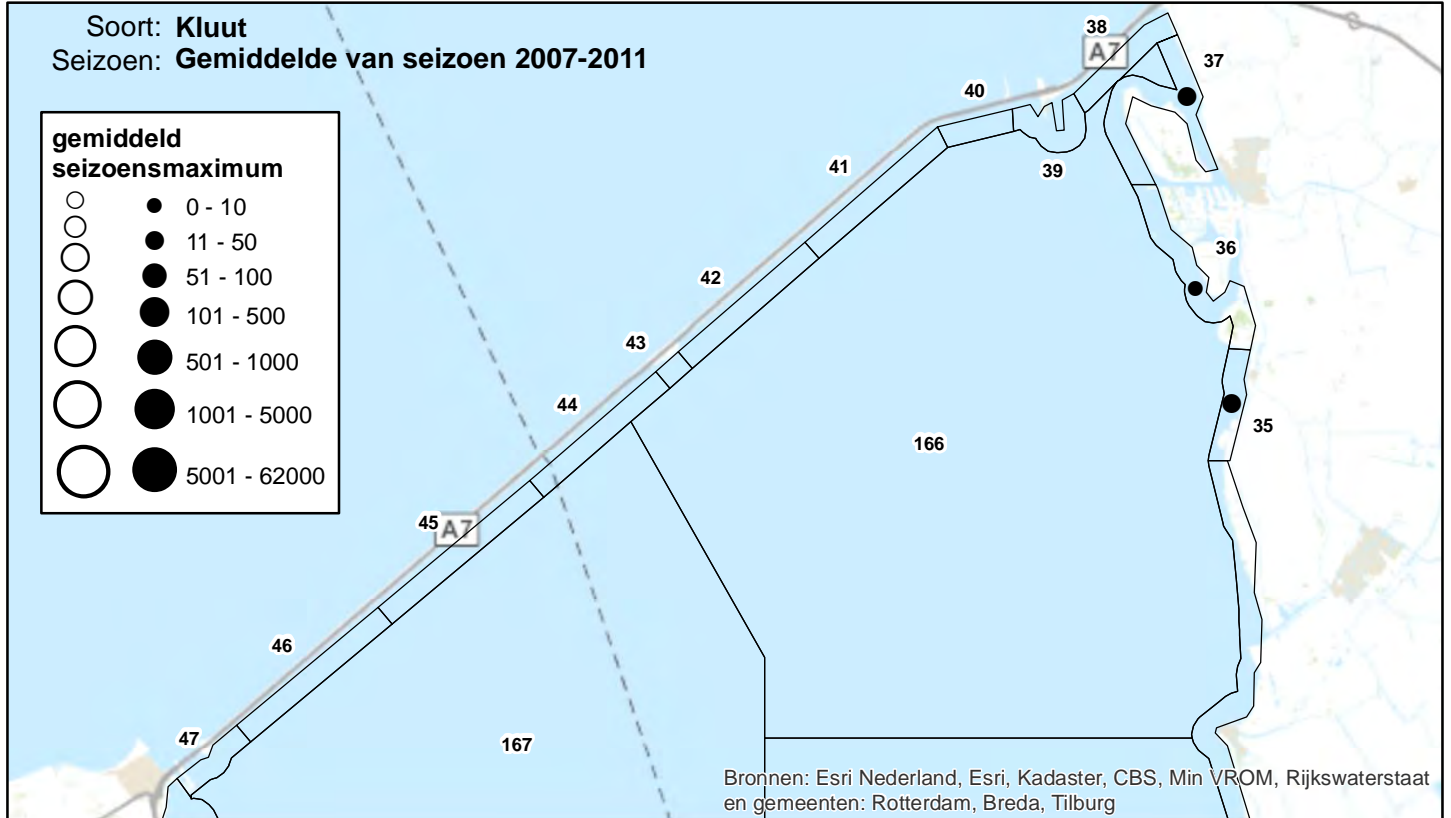 Soort: Kluut
Seizoen: Gemiddelde van seizoen 2007-2011
gemiddeld
seizoensmaximum
0 - 10
11 - 50
51 - 100
101 - 500
501 - 1000
1001 - 5000
5001 - 62000
38
A7
37
40
41
39
36
42
43
44
35
166
45
A7
46
47
167
Bronnen: Esri Nederland, Esri, Kadaster, CBS, Min VROM, Rijkswaterstaat
en gemeenten: Rotterdam, Breda, Tilburg